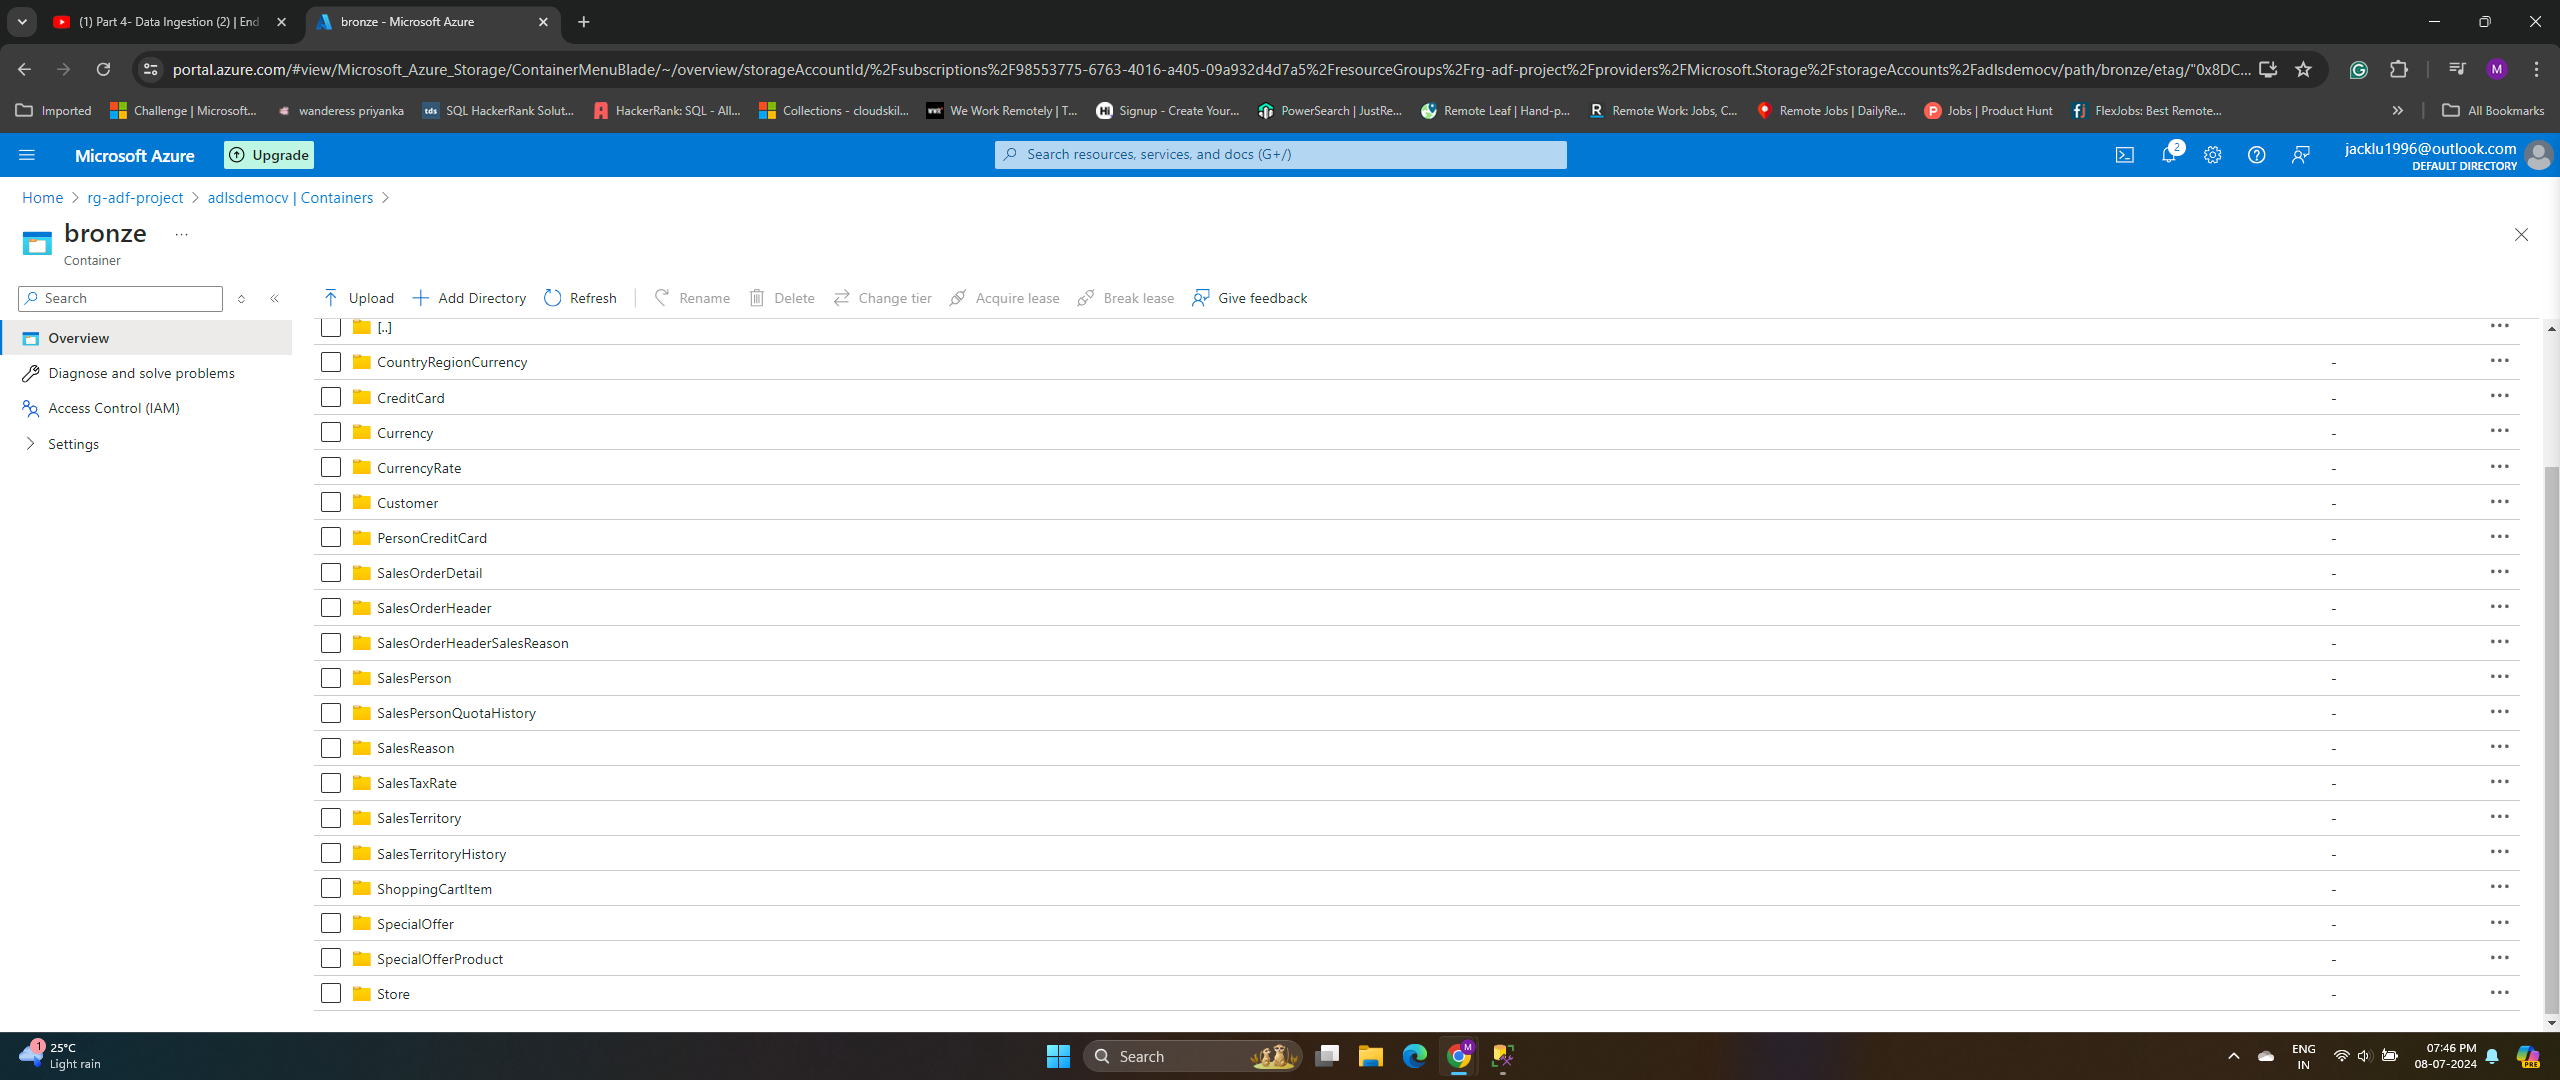 (1) Part 4- Data Ingestion (2) | End
bronze - Microsoft Azure
portal.azure.com/#view/Microsoft_Azure_Storage/ContainerMenuBlade/~/overview/storageAccountId/%2Fsubscriptions%2F98553775-6763-4016-a405-09a932d4d7a5%2FresourceGroups%2Frg-adf-project%2Fproviders%2FMicrosoft.Storage%2FstorageAccounts%2Fadlsdemocv/path/bronze/etag/"0x8DC...
M
Imported
Challenge | Microsoft...
wanderess priyanka
tds SQL HackerRank Solut...
HackerRank: SQL - All...
Collections - cloudskil...
We Work Remotely | T...
Signup - Create Your...
PowerSearch | JustRe...
Remote Leaf | Hand-p...
R Remote Work: Jobs, C...
Remote Jobs | DailyRe...
P Jobs | Product Hunt
fj FlexJobs: Best Remote...
All Bookmarks
Microsoft Azure
Upgrade
Search resources, services, and docs (G+/)
2
jacklu1996@outlook.com
DEFAULT DIRECTORY
Home > rg-adf-project > adlsdemocv | Containers >
bronze
Container
Search
Upload
Add Directory
Refresh
Rename
Delete
Change tier
Acquire lease
Break lease
Give feedback
Overview
Diagnose and solve problems
Access Control (IAM)
Settings
[..]
CountryRegionCurrency -
CreditCard -
Currency -
CurrencyRate -
Customer -
PersonCreditCard -
SalesOrderDetail -
SalesOrderHeader -
SalesOrderHeaderSalesReason -
SalesPerson -
SalesPersonQuotaHistory -
SalesReason -
SalesTaxRate -
SalesTerritory -
SalesTerritoryHistory -
ShoppingCartItem -
SpecialOffer -
SpecialOfferProduct -
Store -
1
25°C
Light rain
Search
M
ENG
IN
07:46 PM
08-07-2024
PRE